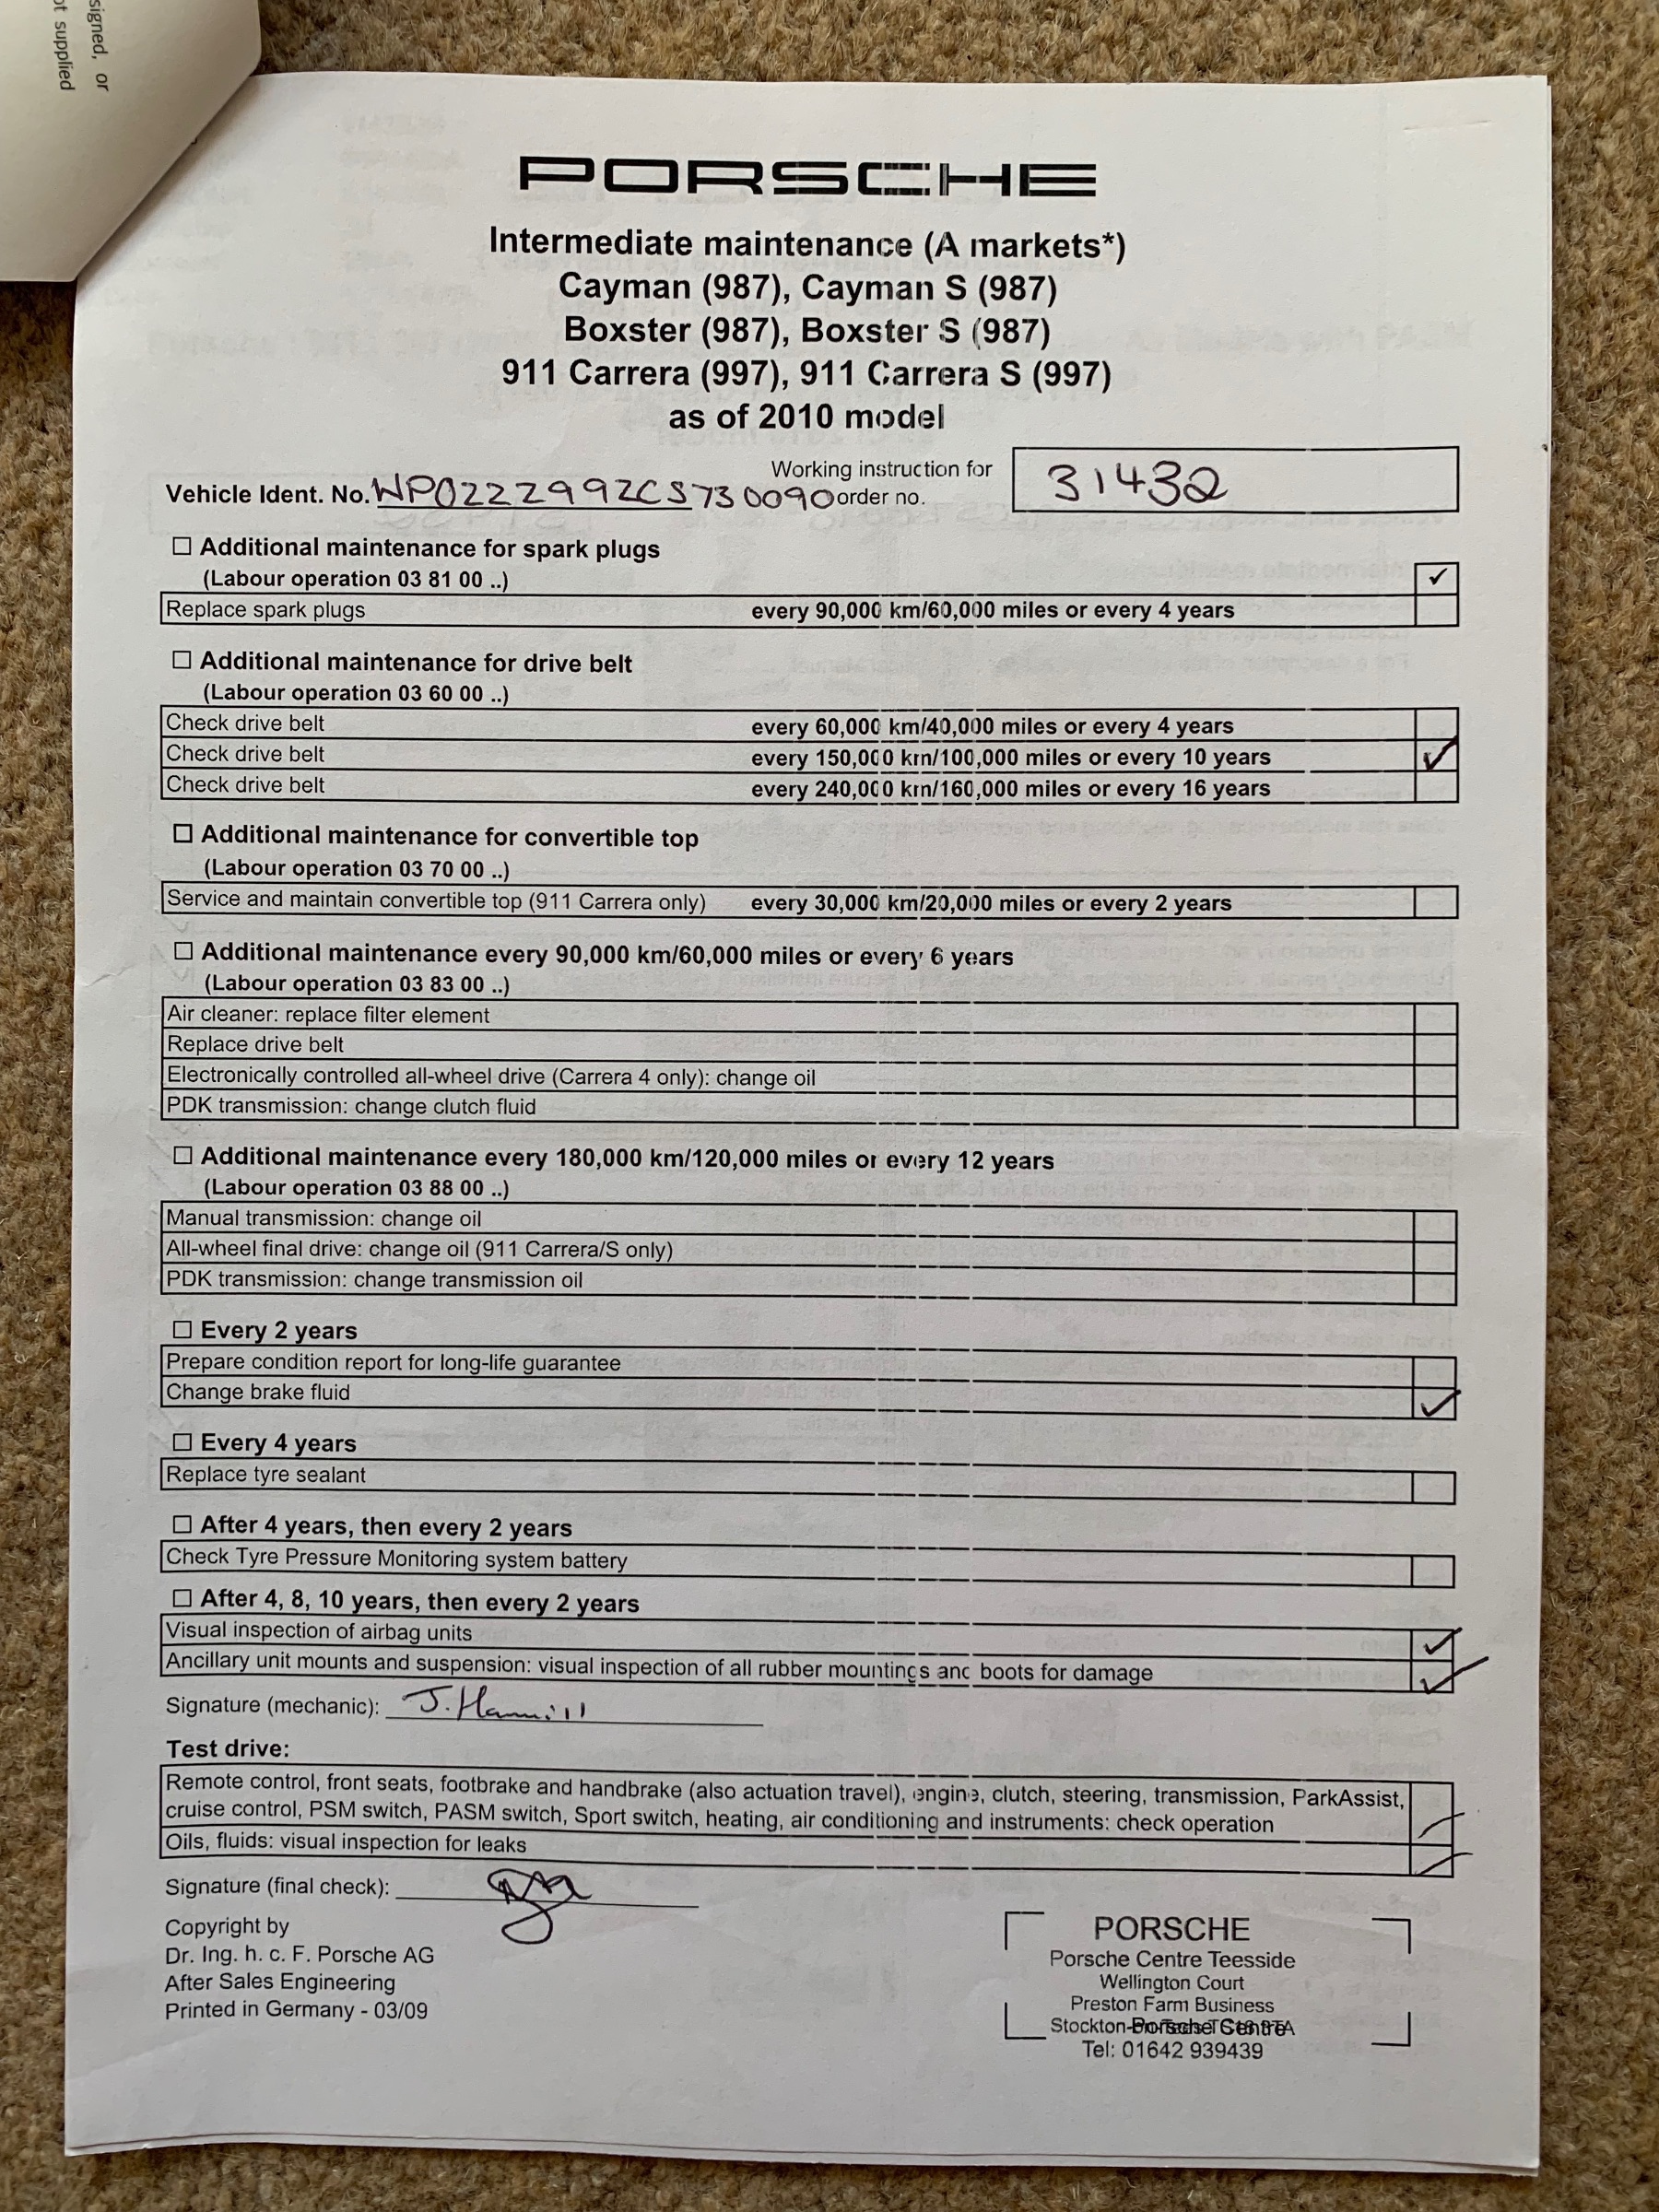 signed, or
ot supplied
PORSCHE
Intermediate maintenance (A markets*)
Cayman (987), Cayman S (987)
Boxster (987), Boxster S (987)
911 Carrera (997), 911 Carrera S (997)
as of 2010 model
Working instruction for
order no.
31432
Vehicle Ident. No. WP0ZZZ99ZCS730090
☐ Additional maintenance for spark plugs
(Labour operation 03 81 00 ..)
✓
Replace spark plugs every 90,000 km/60,000 miles or every 4 years
☐ Additional maintenance for drive belt
(Labour operation 03 60 00 ..)
Check drive belt every 60,000 km/40,000 miles or every 4 years
Check drive belt every 150,000 km/100,000 miles or every 10 years ✓
Check drive belt every 240,000 km/160,000 miles or every 16 years
☐ Additional maintenance for convertible top
(Labour operation 03 70 00 ..)
Service and maintain convertible top (911 Carrera only) every 30,000 km/20,000 miles or every 2 years
☐ Additional maintenance every 90,000 km/60,000 miles or every 6 years
(Labour operation 03 83 00 ..)
Air cleaner: replace filter element
Replace drive belt
Electronically controlled all-wheel drive (Carrera 4 only): change oil
PDK transmission: change clutch fluid
☐ Additional maintenance every 180,000 km/120,000 miles or every 12 years
(Labour operation 03 88 00 ..)
Manual transmission: change oil
All-wheel final drive: change oil (911 Carrera/S only)
PDK transmission: change transmission oil
☐ Every 2 years
Prepare condition report for long-life guarantee
Change brake fluid ✓
☐ Every 4 years
Replace tyre sealant
☐ After 4 years, then every 2 years
Check Tyre Pressure Monitoring system battery
☐ After 4, 8, 10 years, then every 2 years
Visual inspection of airbag units ✓
Ancillary unit mounts and suspension: visual inspection of all rubber mountings and boots for damage ✓
Signature (mechanic): J. Hammill
Test drive:
Remote control, front seats, footbrake and handbrake (also actuation travel), engine, clutch, steering, transmission, ParkAssist,
cruise control, PSM switch, PASM switch, Sport switch, heating, air conditioning and instruments: check operation ✓
Oils, fluids: visual inspection for leaks ✓
Signature (final check):
Copyright by
Dr. Ing. h. c. F. Porsche AG
After Sales Engineering
Printed in Germany - 03/09
PORSCHE
Porsche Centre Teesside
Wellington Court
Preston Farm Business
Stockton-
Porsche Centre
Tel: 01642 939439